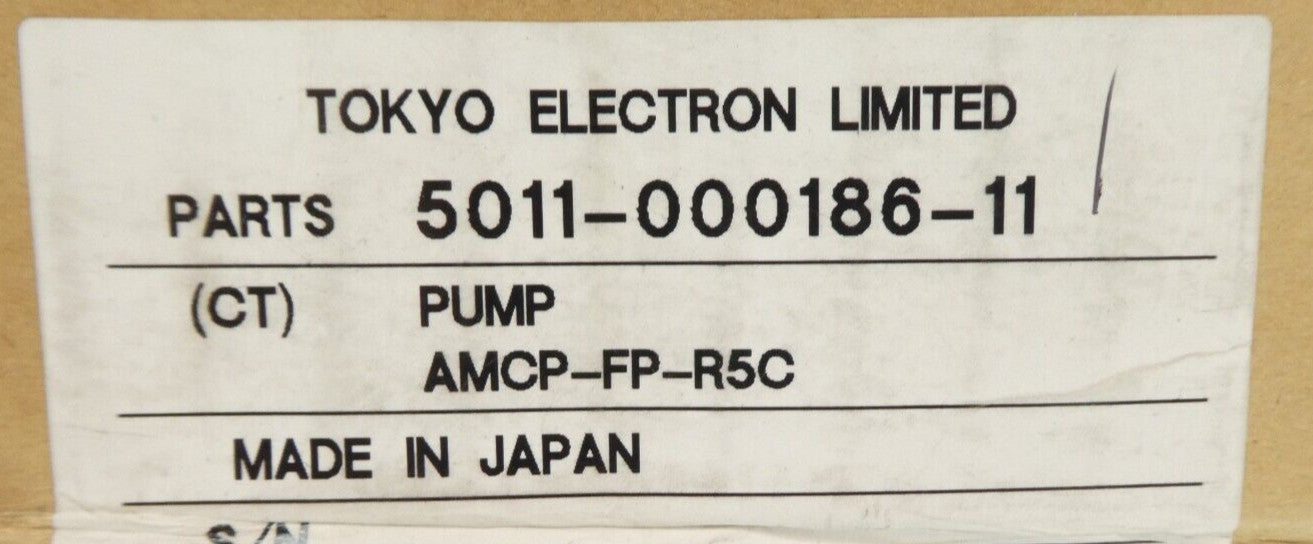 TOKYO ELECTRON LIMITED
PARTS 5011-000186-11
(CT) PUMP
AMCP-FP-R5C
MADE IN JAPAN
S/N